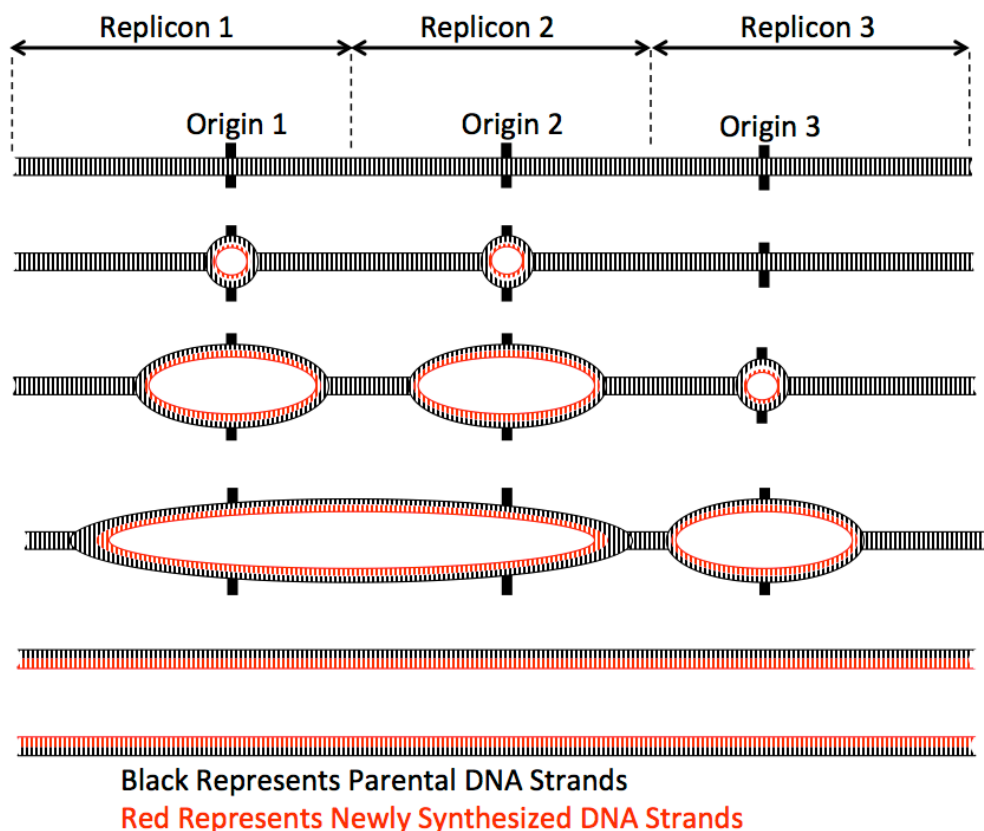 Replicon 1 Replicon 2 Replicon 3
Origin 1 Origin 2 Origin 3
Black Represents Parental DNA Strands
Red Represents Newly Synthesized DNA Strands